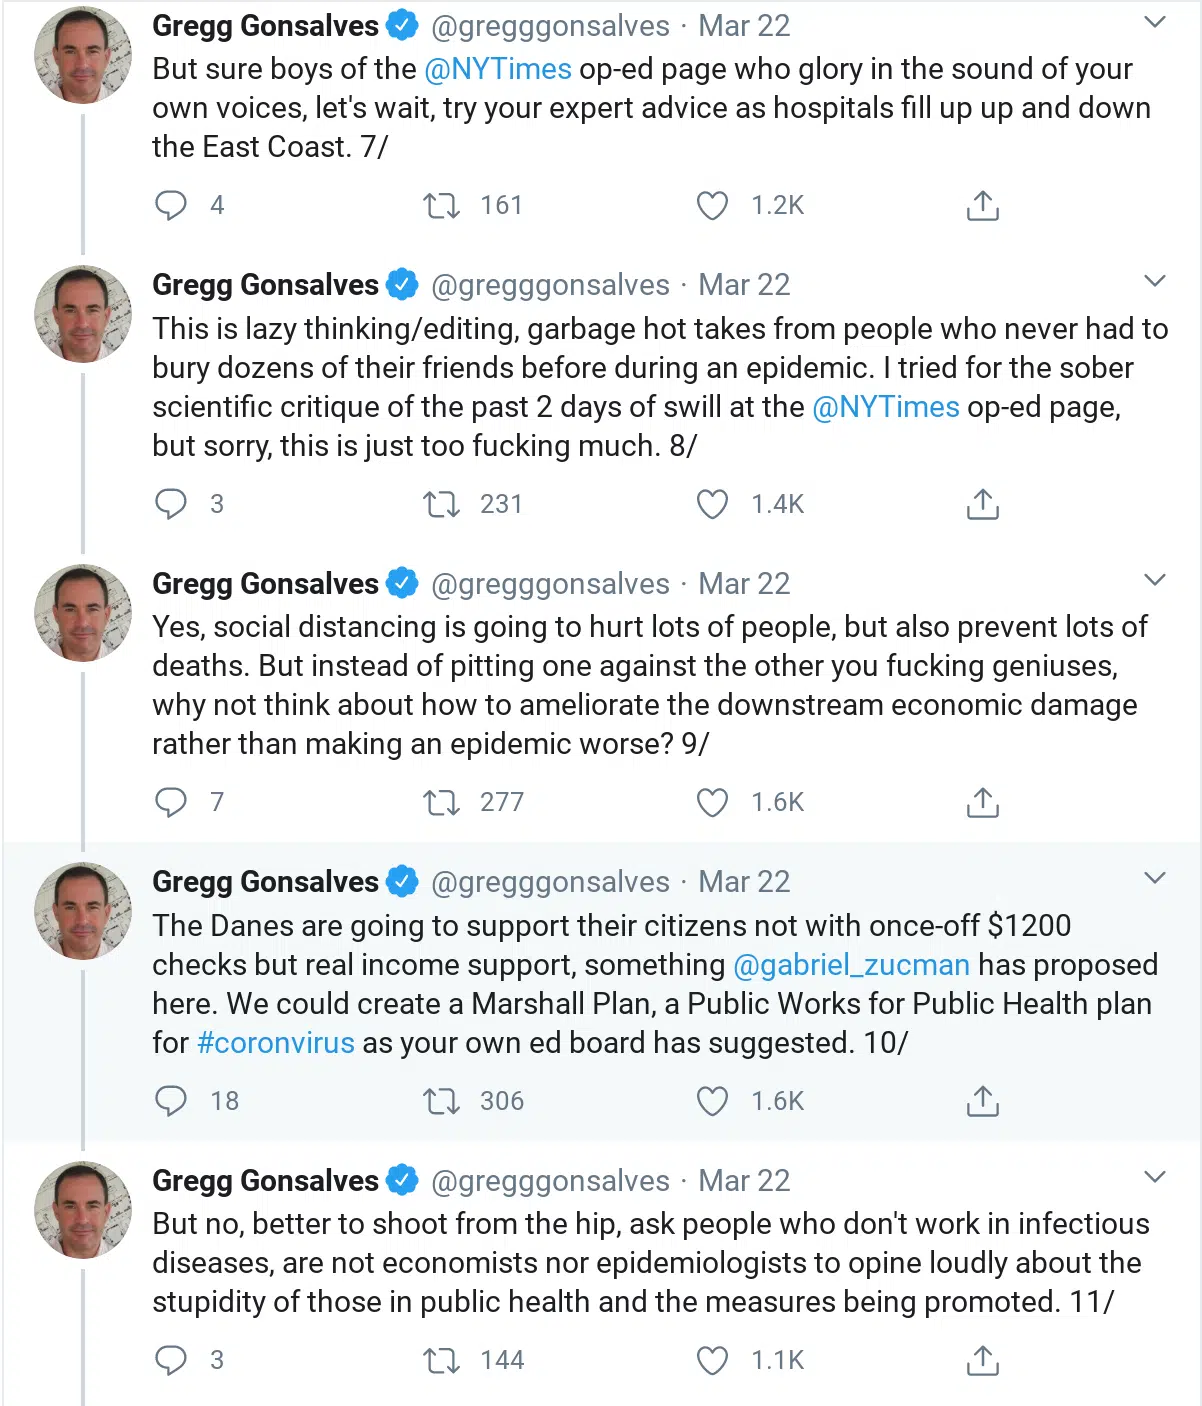 Gregg Gonsalves @gregggonsalves · Mar 22
But sure boys of the @NYTimes op-ed page who glory in the sound of your
own voices, let's wait, try your expert advice as hospitals fill up up and down
the East Coast. 7/
4 161 1.2K
Gregg Gonsalves @gregggonsalves · Mar 22
This is lazy thinking/editing, garbage hot takes from people who never had to
bury dozens of their friends before during an epidemic. I tried for the sober
scientific critique of the past 2 days of swill at the @NYTimes op-ed page,
but sorry, this is just too fucking much. 8/
3 231 1.4K
Gregg Gonsalves @gregggonsalves · Mar 22
Yes, social distancing is going to hurt lots of people, but also prevent lots of
deaths. But instead of pitting one against the other you fucking geniuses,
why not think about how to ameliorate the downstream economic damage
rather than making an epidemic worse? 9/
7 277 1.6K
Gregg Gonsalves @gregggonsalves · Mar 22
The Danes are going to support their citizens not with once-off $1200
checks but real income support, something @gabriel_zucman has proposed
here. We could create a Marshall Plan, a Public Works for Public Health plan
for #coronvirus as your own ed board has suggested. 10/
18 306 1.6K
Gregg Gonsalves @gregggonsalves · Mar 22
But no, better to shoot from the hip, ask people who don't work in infectious
diseases, are not economists nor epidemiologists to opine loudly about the
stupidity of those in public health and the measures being promoted. 11/
3 144 1.1K